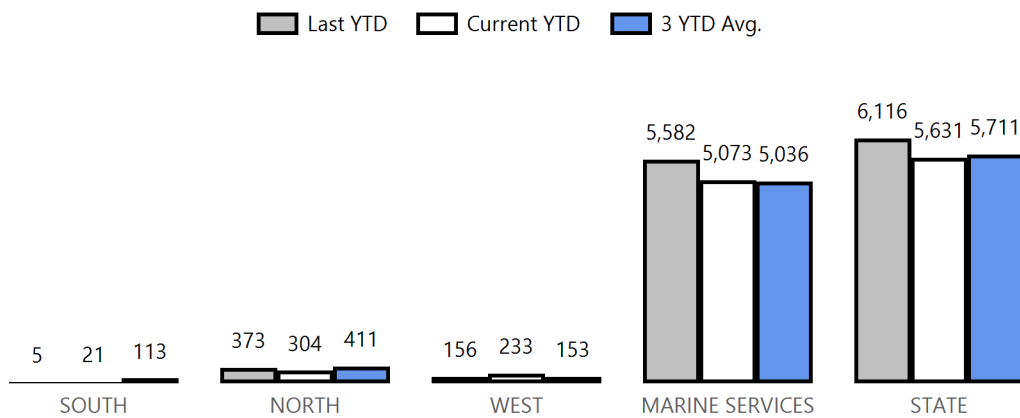 Last YTD Current YTD 3 YTD Avg.
6,116
5,582 5,631 5,711
5,073 5,036
373 304 411
5 21 113 156 233 153
SOUTH NORTH WEST MARINE SERVICES STATE